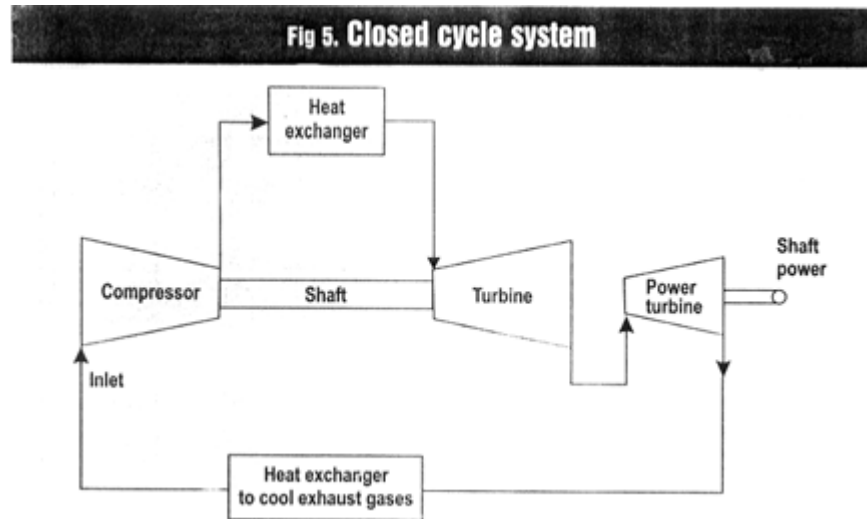 Fig 5. Closed cycle system
Heat
exchanger
Compressor
Shaft
Turbine
Power
turbine
Shaft
power
Inlet
Heat exchanger
to cool exhaust gases